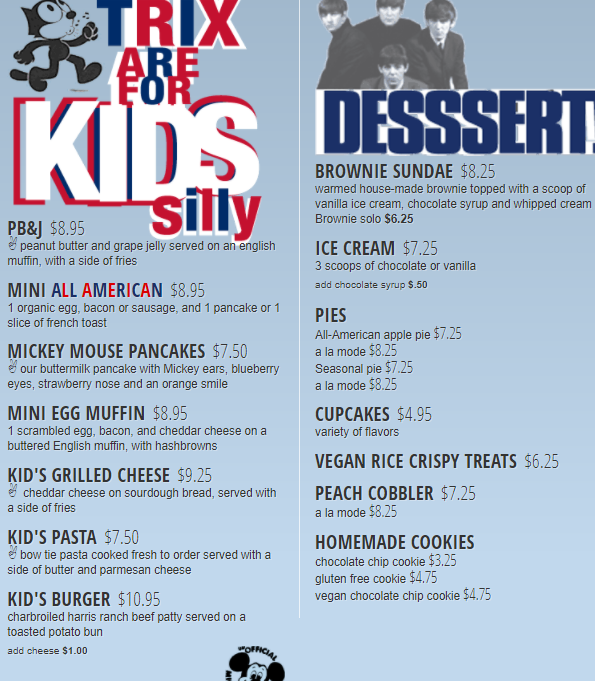 TRIX
ARE
FOR
KIDS
silly
PB&J $8.95
peanut butter and grape jelly served on an english
muffin, with a side of fries
MINI ALL AMERICAN $8.95
1 organic egg, bacon or sausage, and 1 pancake or 1
slice of french toast
MICKEY MOUSE PANCAKES $7.50
our buttermilk pancake with Mickey ears, blueberry
eyes, strawberry nose and an orange smile
MINI EGG MUFFIN $8.95
1 scrambled egg, bacon, and cheddar cheese on a
buttered English muffin, with hashbrowns
KID'S GRILLED CHEESE $9.25
cheddar cheese on sourdough bread, served with
a side of fries
KID'S PASTA $7.50
bow tie pasta cooked fresh to order served with a
side of butter and parmesan cheese
KID'S BURGER $10.95
charbroiled harris ranch beef patty served on a
toasted potato bun
add cheese $1.00
OFFICIAL
DESSSERT!
BROWNIE SUNDAE $8.25
warmed house-made brownie topped with a scoop of
vanilla ice cream, chocolate syrup and whipped cream
Brownie solo $6.25
ICE CREAM $7.25
3 scoops of chocolate or vanilla
add chocolate syrup $.50
PIES
All-American apple pie $7.25
a la mode $8.25
Seasonal pie $7.25
a la mode $8.25
CUPCAKES $4.95
variety of flavors
VEGAN RICE CRISPY TREATS $6.25
PEACH COBBLER $7.25
a la mode $8.25
HOMEMADE COOKIES
chocolate chip cookie $3.25
gluten free cookie $4.75
vegan chocolate chip cookie $4.75